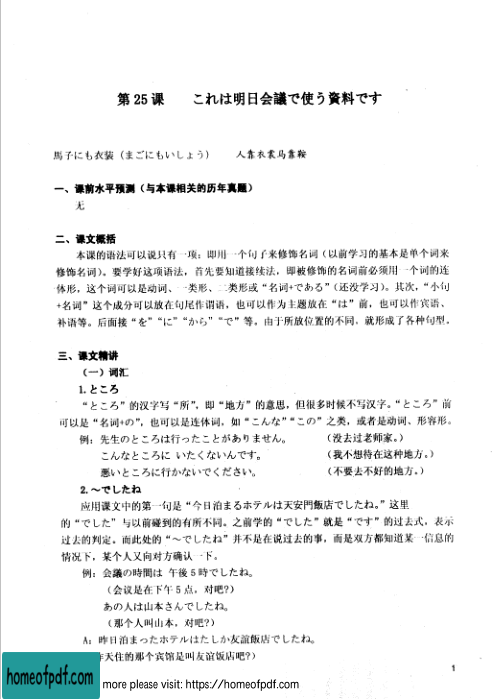 第 25 课　　これは明日会議で使う資料です
馬子にも衣装（まごにもいしょう）　　人靠衣裳马靠鞍
一、课前水平预测（与本课相关的历年真题）
无
二、课文概括
本课的语法可以说只有一项：即用一个句子来修饰名词（以前学习的基本是单个词来
修饰名词）。要学好这项语法，首先要知道接续法，即被修饰的名词前必须用一个词的连
体形，这个词可以是动词、一类形、二类形或“名词+である”（还没学习）。其次，“小句
+名词”这个成分可以放在句尾作谓语，也可以作为主题放在“は”前，也可以作宾语、
补语等。后面接“を”“に”“から”“で”等。由于所放位置的不同，就形成了各种句型。
三、课文精讲
（一）词汇
1. ところ
“ところ”的汉字写“所”，即“地方”的意思，但很多时候不写汉字。“ところ”前
可以是“名词+の”，也可以是连体词，如“こんな”“この”之类，或者是动词、形容形。
例：先生のところは行ったことがありません。　　（没去过老师家。）
こんなところに いたくないんです。　　（我不想待在这种地方。）
悪いところに行かないでください。　　（不要去不好的地方。）
2. ～でしたね
应用课文中的第一句是“今日泊まるホテルは天安門飯店でしたね。”这里
的“でした”与以前碰到的有所不同。之前学的“でした”就是“です”的过去式，表示
过去的判定。而此处的“～でしたね”并不是在说过去的事，而是双方都知道某一信息的
情况下，某个人又向对方确认一下。
例：会議の時間は 午後５時でしたね。
（会议是在下午 5 点，对吧?）
あの人は山本さんでしたね。
（那个人叫山本，对吧?）
A：昨日泊まったホテルはたしか友誼飯店でしたね。
昨天住的那个宾馆是叫友谊饭店吧?）
1
homeofpdf.com
more please visit: https://homeofpdf.com